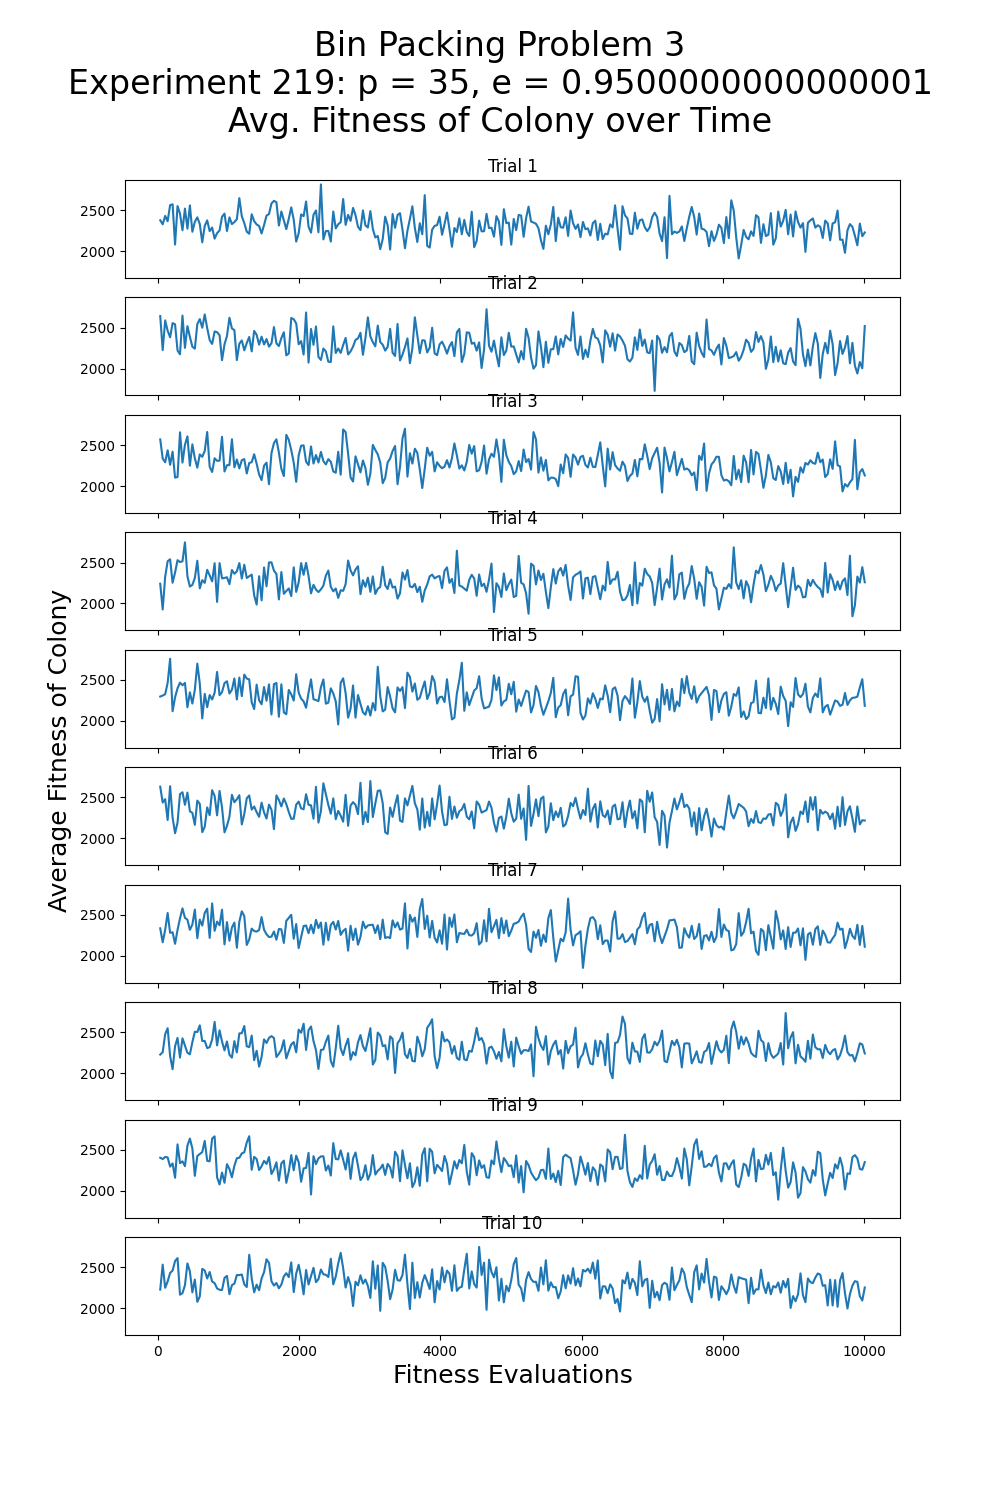 Bin Packing Problem 3
Experiment 219: p = 35, e = 0.9500000000000001
Avg. Fitness of Colony over Time
Trial 1
2500
2000
Trial 2
2500
2000
Trial 3
2500
2000
Trial 4
2500
2000
Trial 5
2500
2000
Trial 6
2500
2000
Trial 7
2500
2000
Trial 8
2500
2000
Trial 9
2500
2000
Trial 10
2500
2000
0 2000 4000 6000 8000 10000
Fitness Evaluations
Average Fitness of Colony